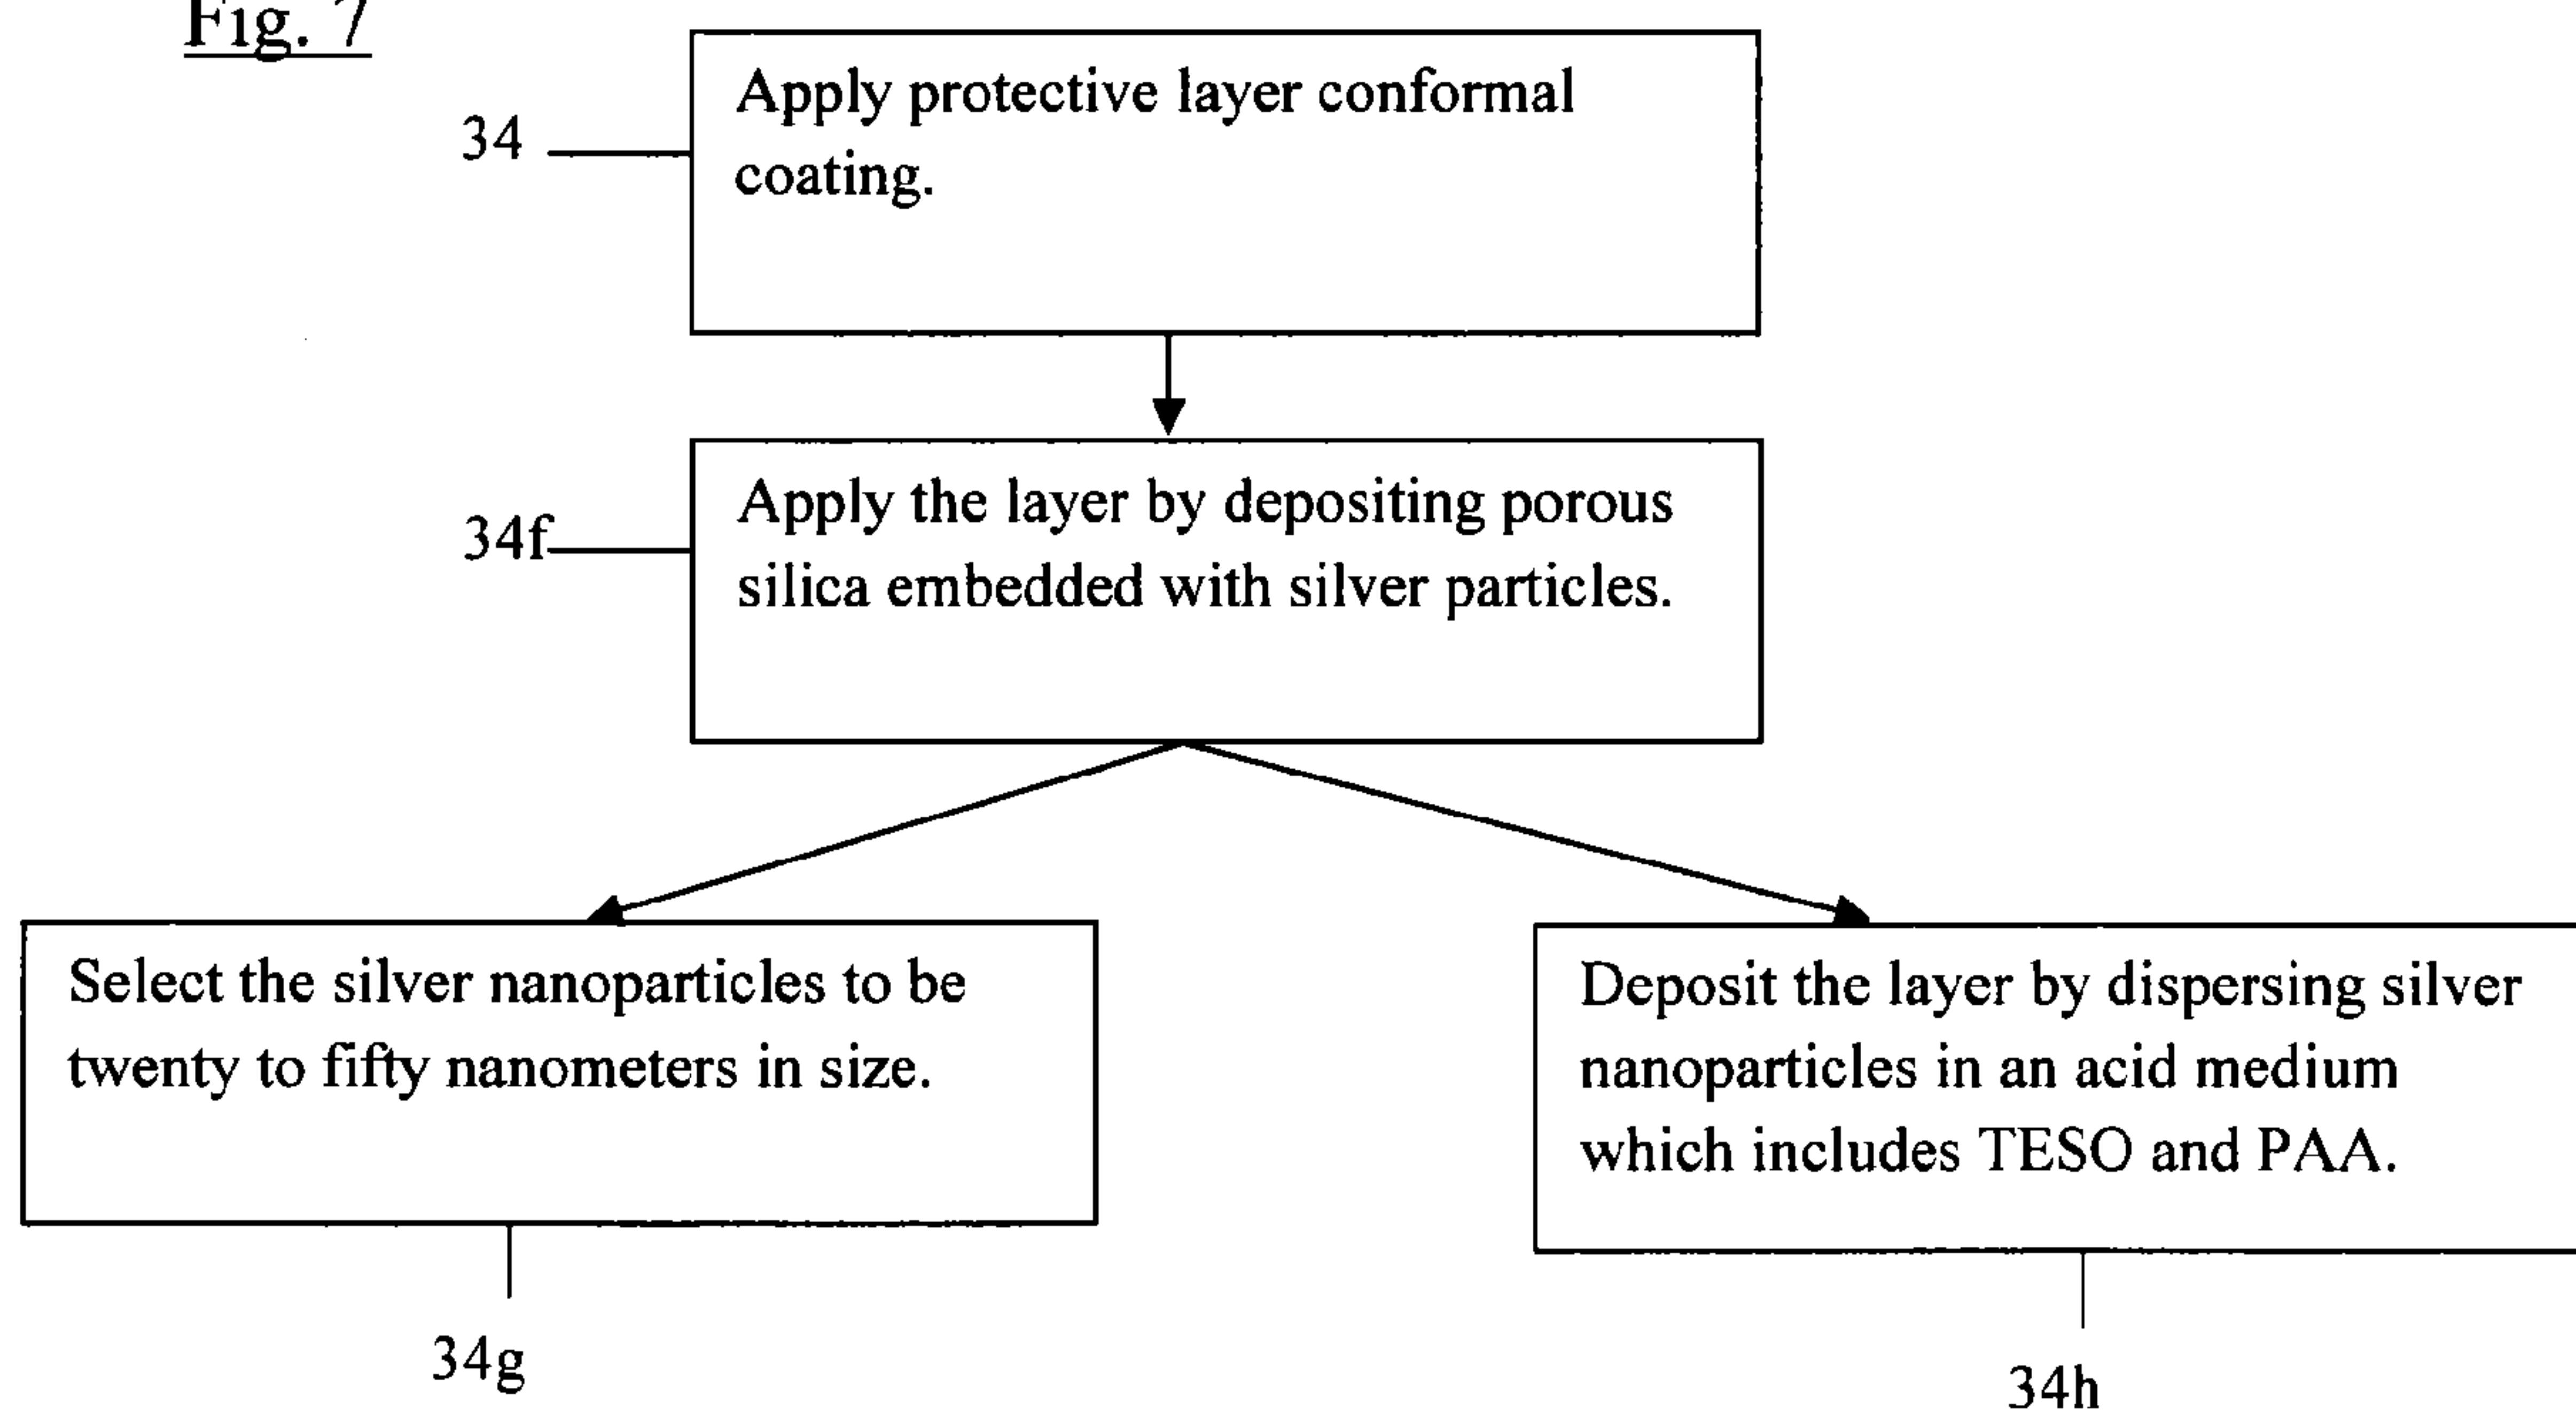 Fig. 7
34
Apply protective layer conformal
coating.
34f
Apply the layer by depositing porous
silica embedded with silver particles.
Select the silver nanoparticles to be
twenty to fifty nanometers in size.
34g
Deposit the layer by dispersing silver
nanoparticles in an acid medium
which includes TESO and PAA.
34h